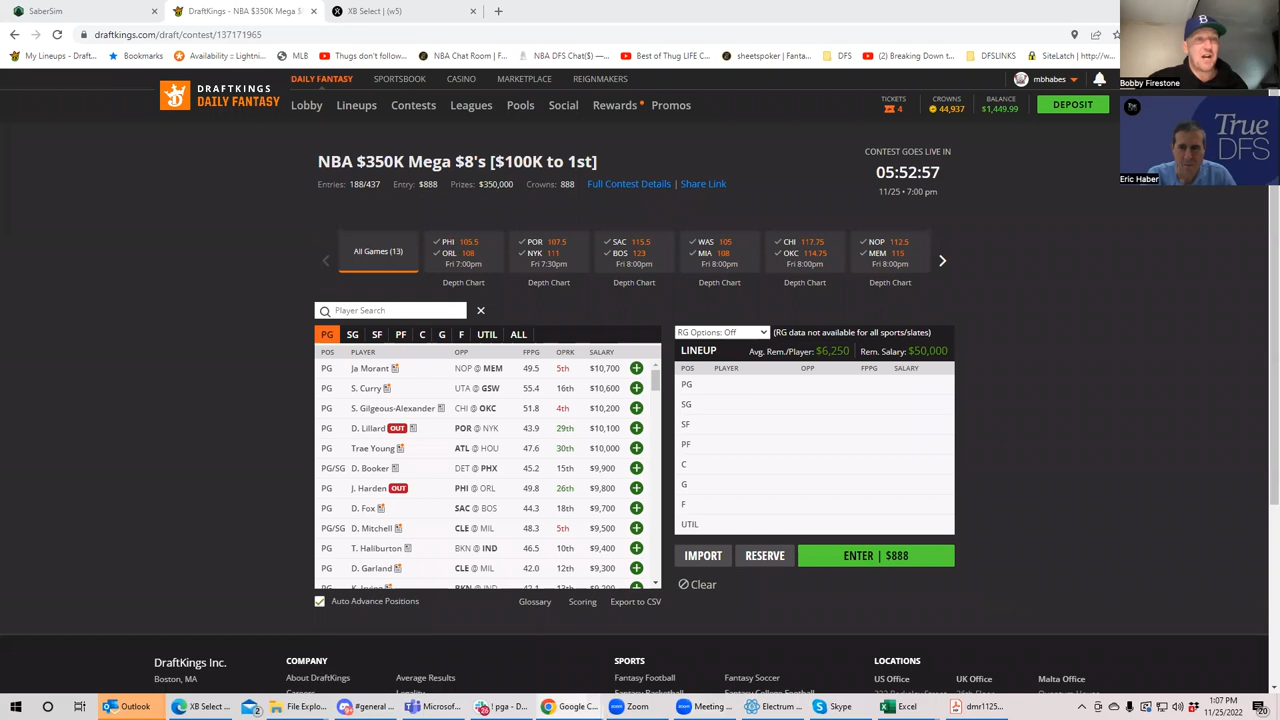 SaberSim
DraftKings - NBA $350K Mega $
XB Select | (w5)
draftkings.com/draft/contest/137171965
My Lineups - Draf...
Bookmarks
Availability :: Lightni...
MLB
Thugs don't laugh...
NBA Chat Room | F...
NBA DFS Chat($) -...
Best of Thug LIFE C...
sheetspoker | Fanta...
DFS
(2) Breaking Down t...
DFSLINKS
SiteLatch | http://w...
Bobby Firestone
DAILY FANTASY
SPORTSBOOK
CASINO
MARKETPLACE
REIGNMAKERS
mbhabes
DRAFTKINGS
DAILY FANTASY
Lobby
Lineups
Contests
Leagues
Pools
Social
Rewards
Promos
TICKETS
4
CROWNS
44,937
BALANCE
$1,449.99
DEPOSIT
True
DFS
Eric Haber
NBA $350K Mega $8's [$100K to 1st]
Entries: 188/437 Entry: $888 Prizes: $350,000 Crowns: 888 Full Contest Details | Share Link
CONTEST GOES LIVE IN
05:52:57
11/25 • 7:00 pm
All Games (13)
PHI 105.5
ORL 108
Fri 7:00pm
Depth Chart
POR 107.5
NYK 111
Fri 7:30pm
Depth Chart
SAC 115.5
BOS 123
Fri 8:00pm
Depth Chart
WAS 105
MIA 108
Fri 8:00pm
Depth Chart
CHI 117.75
OKC 114.75
Fri 8:00pm
Depth Chart
NOP 112.5
MEM 115
Fri 8:00pm
Depth Chart
Player Search
PG SG SF PF C G F UTIL ALL
POS PLAYER OPP FPPG OPRK SALARY
PG Ja Morant NOP @ MEM 49.5 5th $10,700
PG S. Curry UTA @ GSW 55.4 16th $10,600
PG S. Gilgeous-Alexander CHI @ OKC 51.8 4th $10,200
PG D. Lillard OUT POR @ NYK 43.9 29th $10,100
PG Trae Young ATL @ HOU 47.6 30th $10,000
PG/SG D. Booker DET @ PHX 45.2 15th $9,900
PG J. Harden OUT PHI @ ORL 49.8 26th $9,800
PG D. Fox SAC @ BOS 44.3 18th $9,700
PG/SG D. Mitchell CLE @ MIL 48.3 5th $9,500
PG T. Haliburton BKN @ IND 46.5 10th $9,400
PG D. Garland CLE @ MIL 42.0 12th $9,300
Auto Advance Positions
Glossary
Scoring
Export to CSV
RG Options: Off
(RG data not available for all sports/slates)
LINEUP Avg. Rem./Player: $6,250 Rem. Salary: $50,000
POS PLAYER OPP FPPG SALARY
PG
SG
SF
PF
C
G
F
UTIL
IMPORT
RESERVE
ENTER | $888
Clear
DraftKings Inc.
Boston, MA
COMPANY
About DraftKings
Average Results
SPORTS
Fantasy Football
Fantasy Soccer
LOCATIONS
US Office
UK Office
Malta Office
Outlook
XB Select ...
File Explo...
#general ...
Microsof...
! pga - D...
Google C...
Zoom
Meeting ...
Electrum ...
Skype
Excel
dmr1125...
1:07 PM
11/25/2022
20